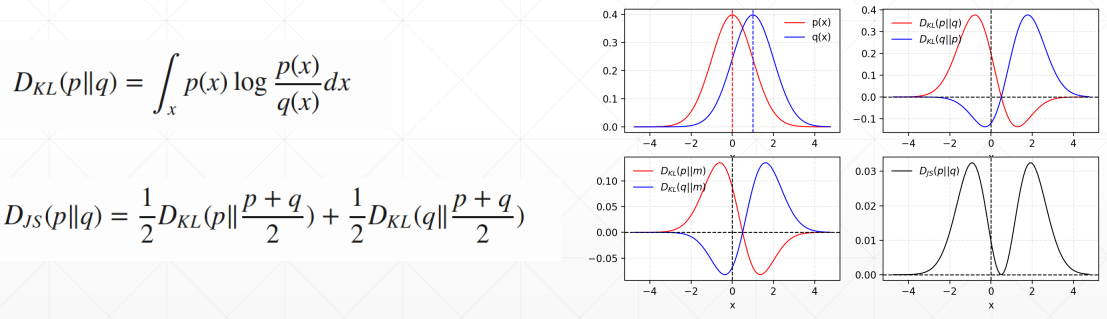 D_{KL}(p‖q) = ∫_x p(x) log \frac{p(x)}{q(x)} dx
D_{JS}(p‖q) = \frac{1}{2} D_{KL}(p‖\frac{p + q}{2}) + \frac{1}{2} D_{KL}(q‖\frac{p + q}{2})
0.4
0.3
0.2
0.1
0.0
p(x)
q(x)
−4 −2 0 2 4
0.4
0.3
0.2
0.1
0.0
−0.1
D_{KL}(p||q)
D_{KL}(q||p)
−4 −2 0 2 4
0.10
0.05
0.00
−0.05
D_{KL}(p||m)
D_{KL}(q||m)
−4 −2 0 2 4
x
0.03
0.02
0.01
0.00
D_{JS}(p||q)
−4 −2 0 2 4
x